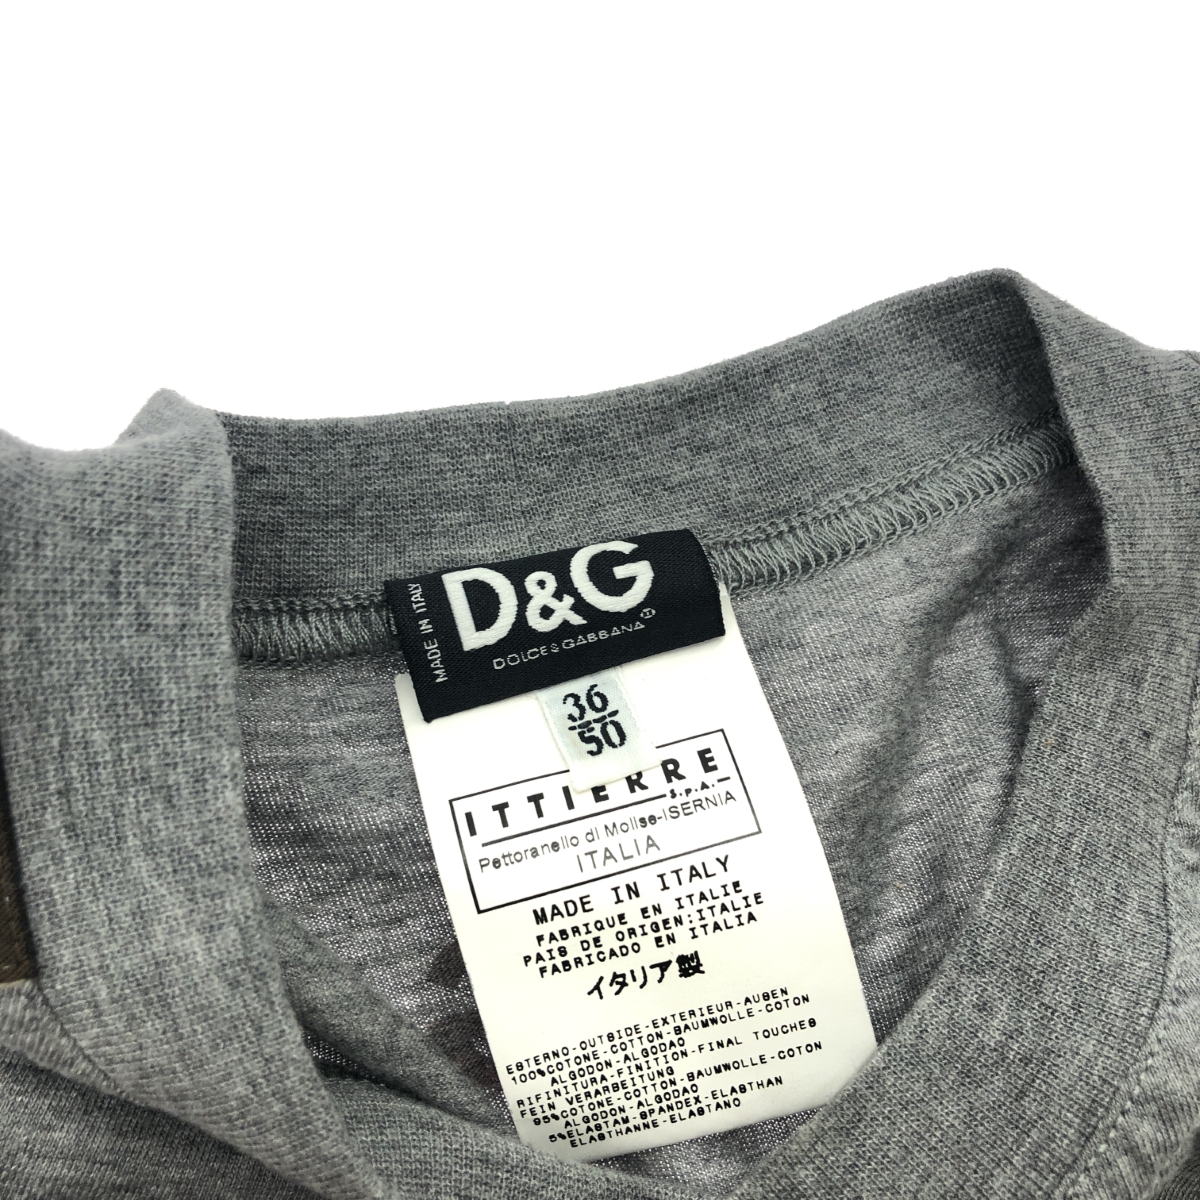 MADE IN ITALY
D&G
DOLCE & GABBANA
36
50
ITTIERRE
S.p.A.
Pettoranello di Molise-ISERNIA
ITALIA
MADE IN ITALY
FABRIQUE EN ITALIE
PAIS DE ORIGEN:ITALIE
FABRICADO EN ITALIA
イタリア製
ESTERNO-OUTSIDE-EXTERIEUR-AUBEN
100%COTONE-COTTON-BAUMWOLLE-COTON
ALGODON-ALGODAO
RIFINITURA-FINITION-FINAL TOUCHES
FEIN VERARBEITUNG
95%COTONE-COTTON-BAUMWOLLE-COTON
ALGODON-ALGODAO
5%ELASTAM-SPANDEX-ELASTHAN
ELASTHANNE-ELASTANO